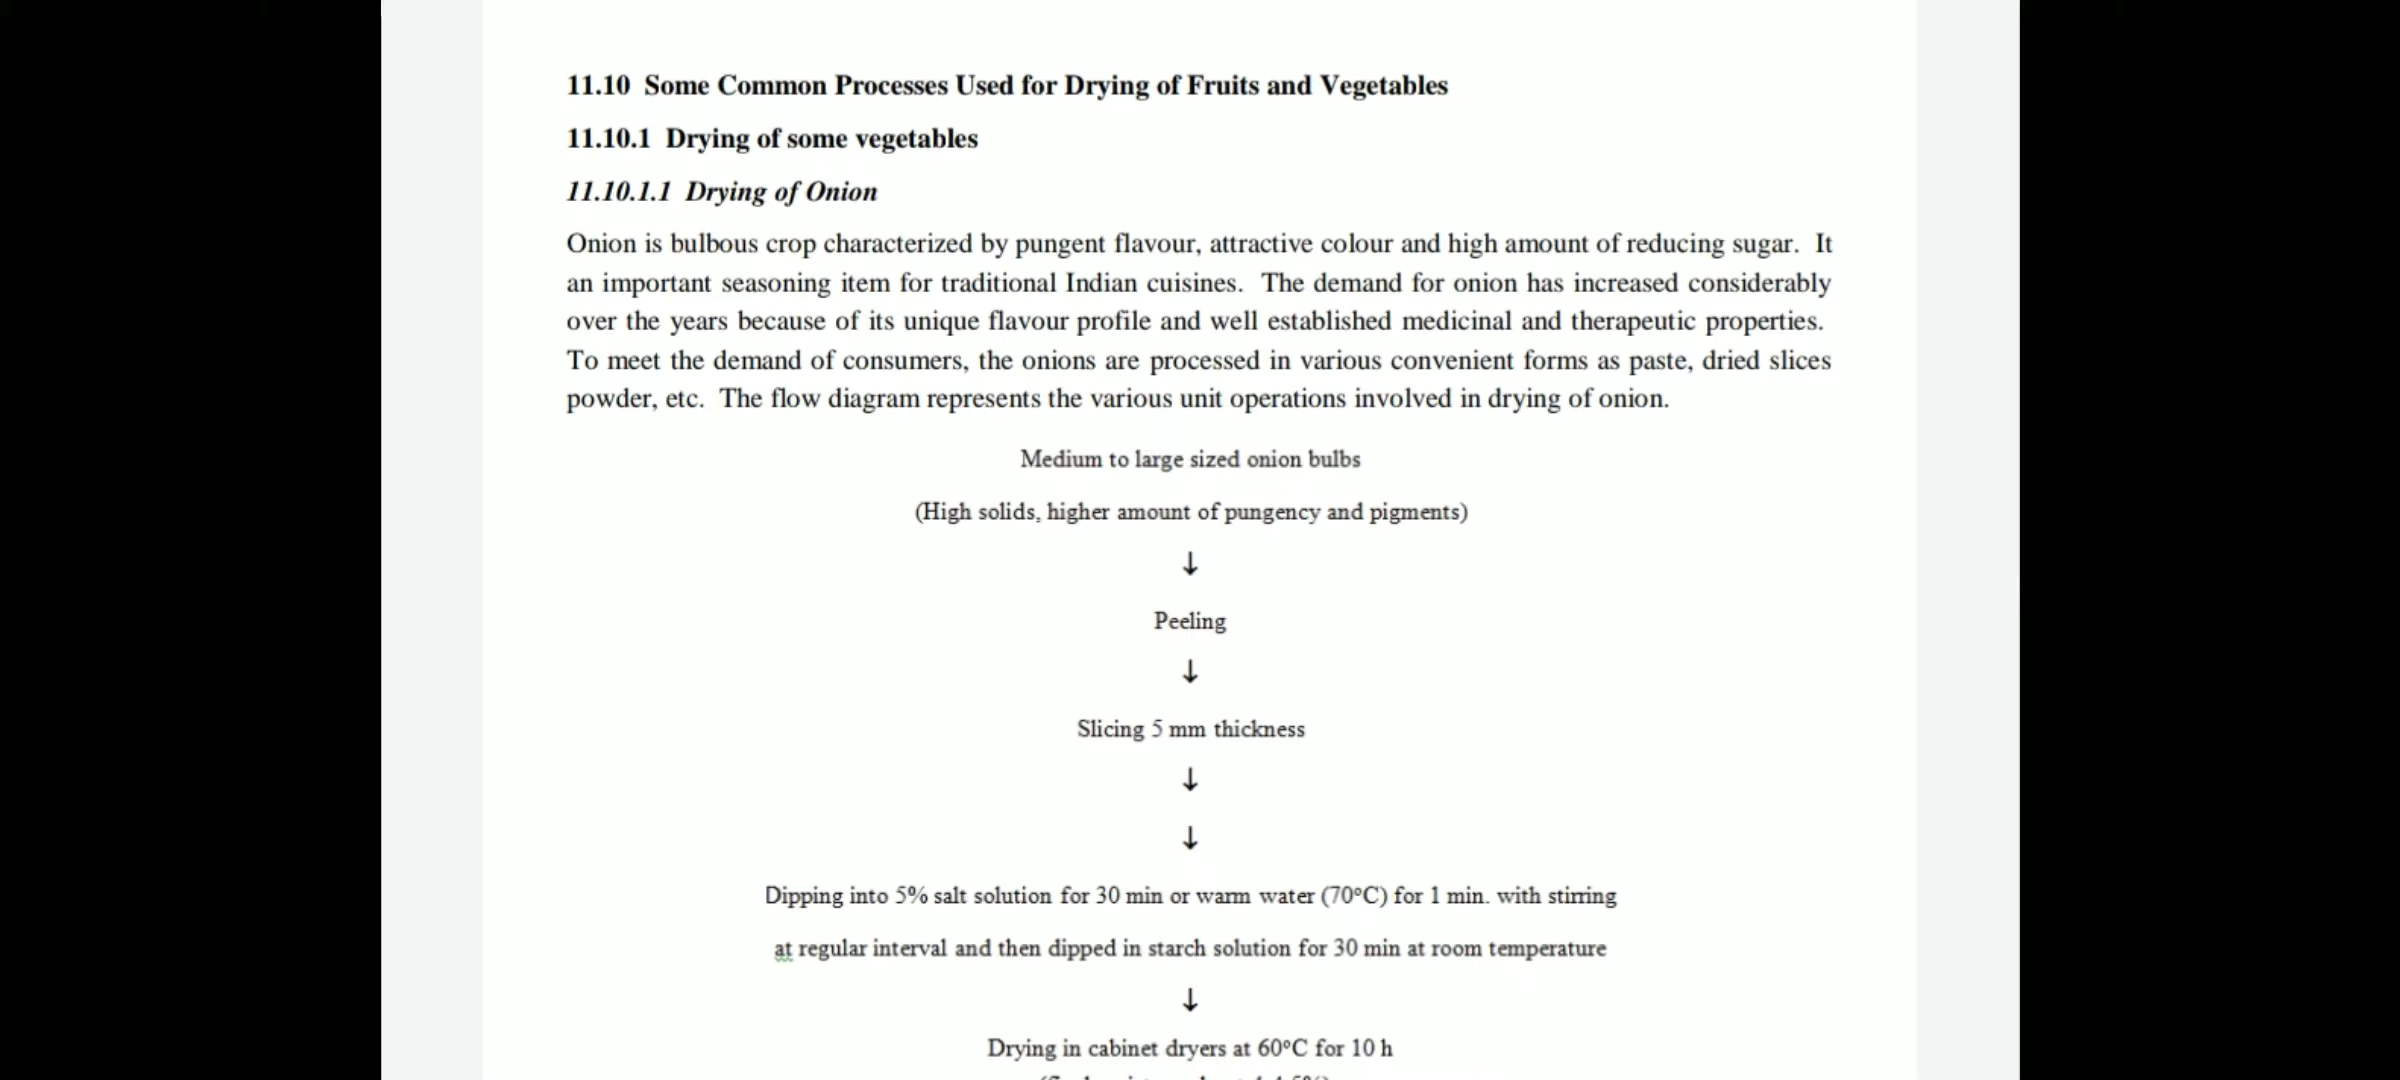 11.10 Some Common Processes Used for Drying of Fruits and Vegetables
11.10.1 Drying of some vegetables
11.10.1.1 Drying of Onion
Onion is bulbous crop characterized by pungent flavour, attractive colour and high amount of reducing sugar. It
an important seasoning item for traditional Indian cuisines. The demand for onion has increased considerably
over the years because of its unique flavour profile and well established medicinal and therapeutic properties.
To meet the demand of consumers, the onions are processed in various convenient forms as paste, dried slices
powder, etc. The flow diagram represents the various unit operations involved in drying of onion.
Medium to large sized onion bulbs
(High solids, higher amount of pungency and pigments)
↓
Peeling
↓
Slicing 5 mm thickness
↓
↓
Dipping into 5% salt solution for 30 min or warm water (70°C) for 1 min. with stirring
at regular interval and then dipped in starch solution for 30 min at room temperature
↓
Drying in cabinet dryers at 60°C for 10 h